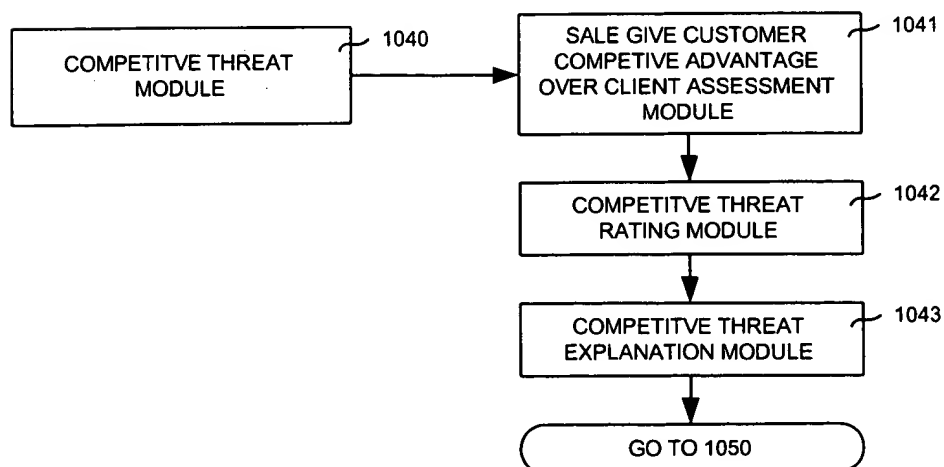 COMPETITVE THREAT
MODULE
1040
SALE GIVE CUSTOMER
COMPETIVE ADVANTAGE
OVER CLIENT ASSESSMENT
MODULE
1041
COMPETITVE THREAT
RATING MODULE
1042
COMPETITVE THREAT
EXPLANATION MODULE
1043
GO TO 1050